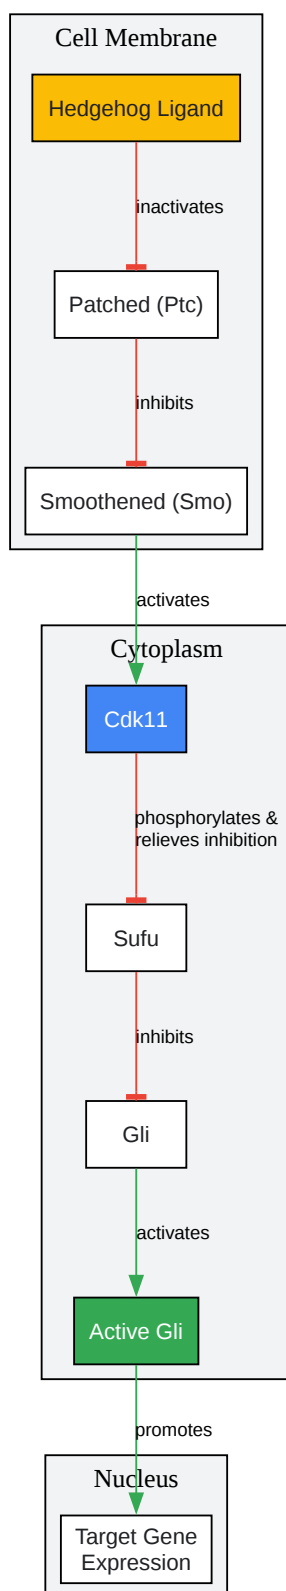 Cell Membrane
Hedgehog Ligand
inactivates
Patched (Ptc)
inhibits
Smoothened (Smo)
activates
Cytoplasm
Cdk11
phosphorylates &
relieves inhibition
Sufu
inhibits
Gli
activates
Active Gli
promotes
Nucleus
Target Gene
Expression